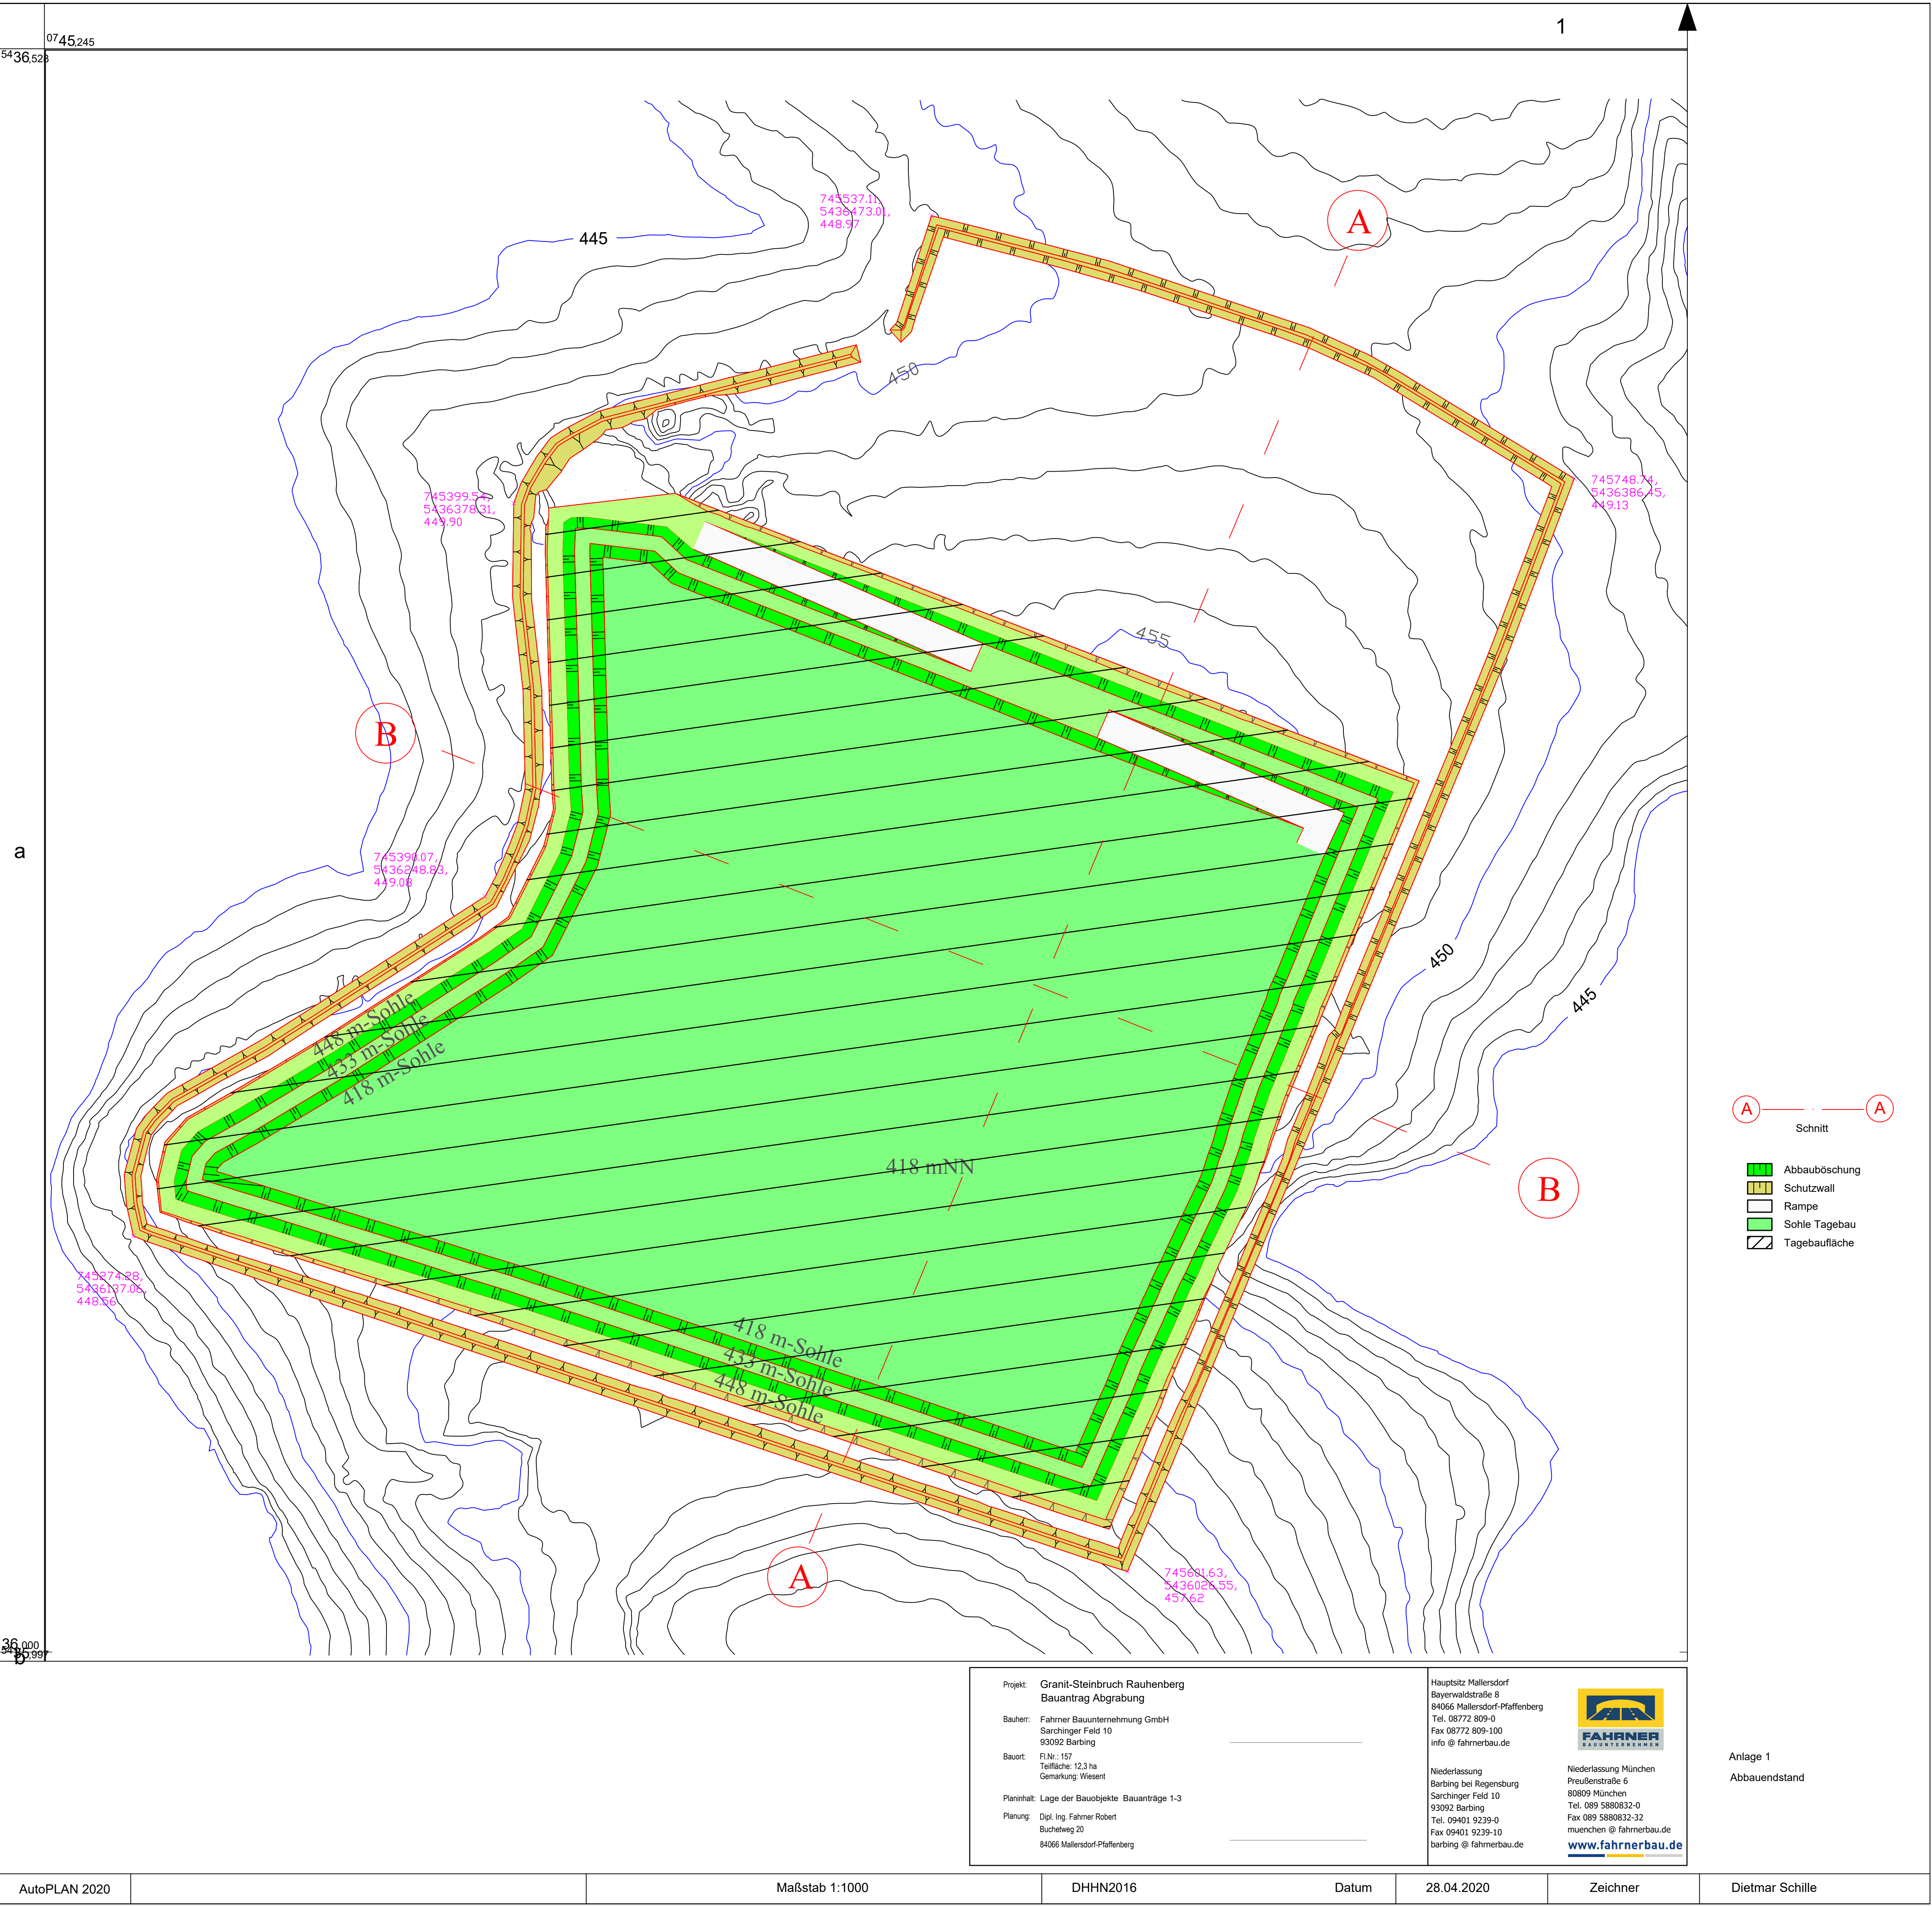 0745,245
5436,528
1
745537.11,
5436473.01,
448.97
A
445
450
745399.54,
5436378.31,
449.90
745748.74,
5436386.45,
449.13
455
B
a
745390.07,
5436248.83,
449.08
450
445
448 m-Sohle
433 m-Sohle
418 m-Sohle
A A
Schnitt
418 mNN
Abbauböschung
Schutzwall
Rampe
Sohle Tagebau
Tagebaufläche
B
745274.28,
5436137.06,
448.56
418 m-Sohle
433 m-Sohle
448 m-Sohle
A
745601.63,
5436026.55,
457.62
36,000
5435,997
b
Projekt: Granit-Steinbruch Rauhenberg
Bauantrag Abgrabung
Bauherr: Fahrner Bauunternehmung GmbH
Sarchinger Feld 10
93092 Barbing
Bauort: Fl.Nr.: 157
Teilfläche: 12,3 ha
Gemarkung: Wiesent
Planinhalt: Lage der Bauobjekte Bauanträge 1-3
Planung: Dipl. Ing. Fahrner Robert
Buchetweg 20
84066 Mallersdorf-Pfaffenberg
Hauptsitz Mallersdorf
Bayerwaldstraße 8
84066 Mallersdorf-Pfaffenberg
Tel. 08772 809-0
Fax 08772 809-100
info @ fahrnerbau.de
FAHRNER
BAUUNTERNEHMEN
Niederlassung
Barbing bei Regensburg
Sarchinger Feld 10
93092 Barbing
Tel. 09401 9239-0
Fax 09401 9239-10
barbing @ fahrnerbau.de
Niederlassung München
Preußenstraße 6
80809 München
Tel. 089 5880832-0
Fax 089 5880832-32
muenchen @ fahrnerbau.de
www.fahrnerbau.de
Anlage 1
Abbauendstand
AutoPLAN 2020 Maßstab 1:1000 DHHN2016 Datum 28.04.2020 Zeichner Dietmar Schille